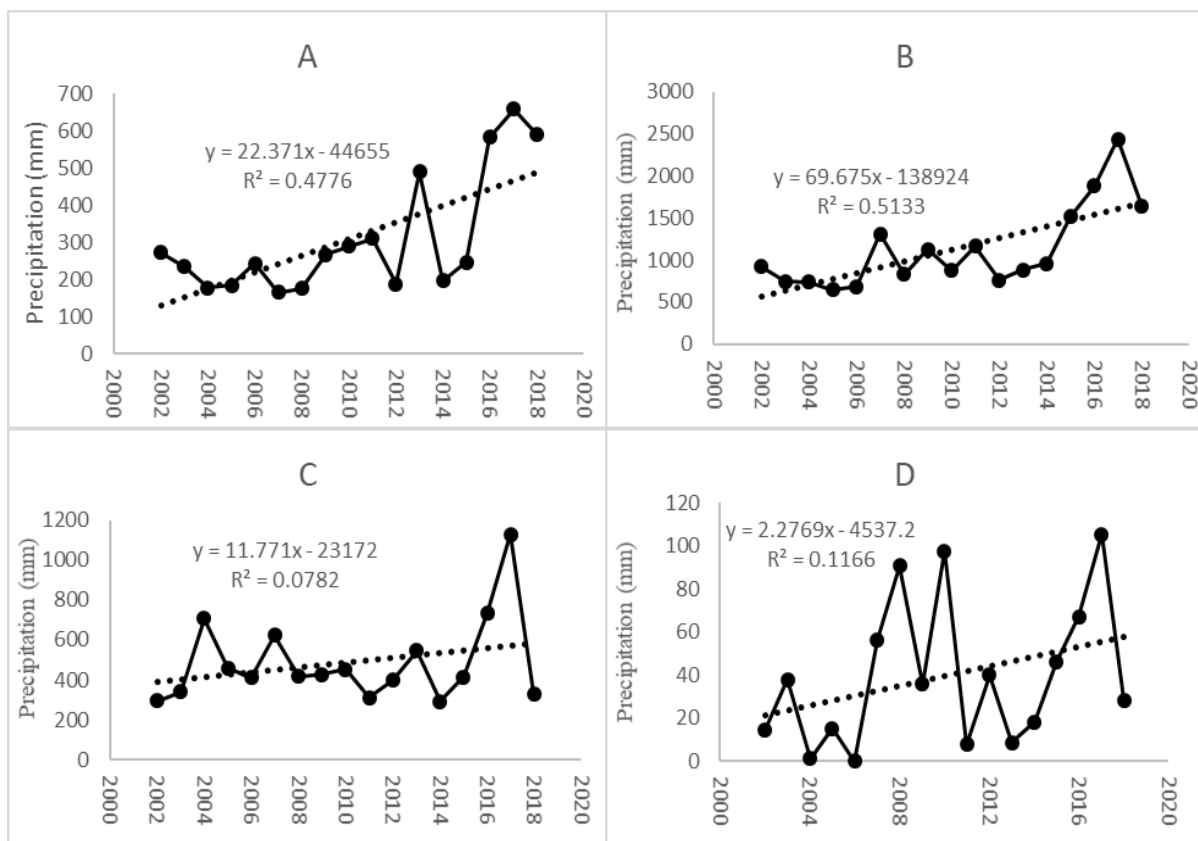 A
Precipitation (mm)
700
600
500
400
300
200
100
0
y = 22.371x - 44655
R² = 0.4776
2000 2002 2004 2006 2008 2010 2012 2014 2016 2018 2020
B
Precipitation (mm)
3000
2500
2000
1500
1000
500
0
y = 69.675x - 138924
R² = 0.5133
2000 2002 2004 2006 2008 2010 2012 2014 2016 2018 2020
C
Precipitation (mm)
1200
1000
800
600
400
200
0
y = 11.771x - 23172
R² = 0.0782
2000 2002 2004 2006 2008 2010 2012 2014 2016 2018 2020
D
Precipitation (mm)
120
100
80
60
40
20
0
y = 2.2769x - 4537.2
R² = 0.1166
2000 2004 2008 2012 2016 2020